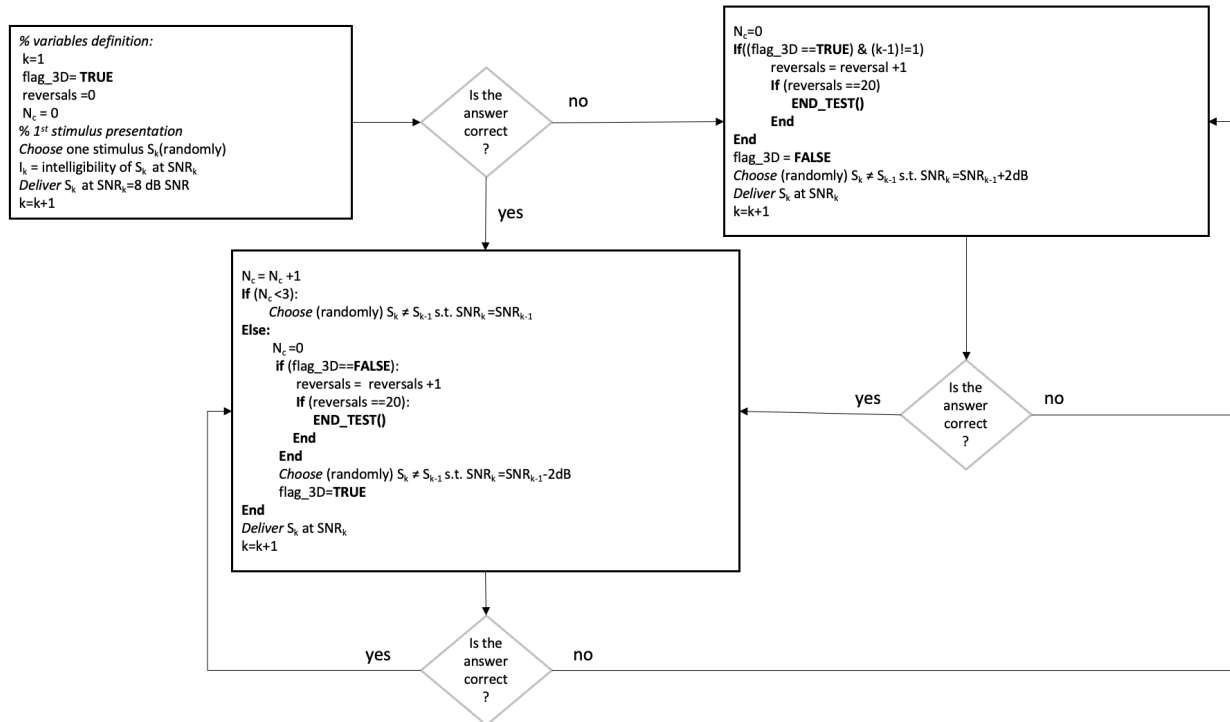 % variables definition:
k=1
flag_3D= TRUE
reversals =0
N_c = 0
% 1st stimulus presentation
Choose one stimulus S_k(randomly)
I_k = intelligibility of S_k at SNR_k
Deliver S_k at SNR_k=8 dB SNR
k=k+1
Is the
answer
correct
?
no
yes
N_c=0
If((flag_3D ==TRUE) & (k-1)!=1)
reversals = reversal +1
If (reversals ==20)
END_TEST()
End
End
flag_3D = FALSE
Choose (randomly) S_k ≠ S_k-1 s.t. SNR_k =SNR_k-1+2dB
Deliver S_k at SNR_k
k=k+1
N_c = N_c +1
If (N_c <3):
Choose (randomly) S_k ≠ S_k-1 s.t. SNR_k =SNR_k-1
Else:
N_c =0
if (flag_3D==FALSE):
reversals = reversals +1
If (reversals ==20):
END_TEST()
End
End
Choose (randomly) S_k ≠ S_k-1 s.t. SNR_k =SNR_k-1-2dB
flag_3D=TRUE
End
Deliver S_k at SNR_k
k=k+1
yes
Is the
answer
correct
?
no
yes
Is the
answer
correct
?
no